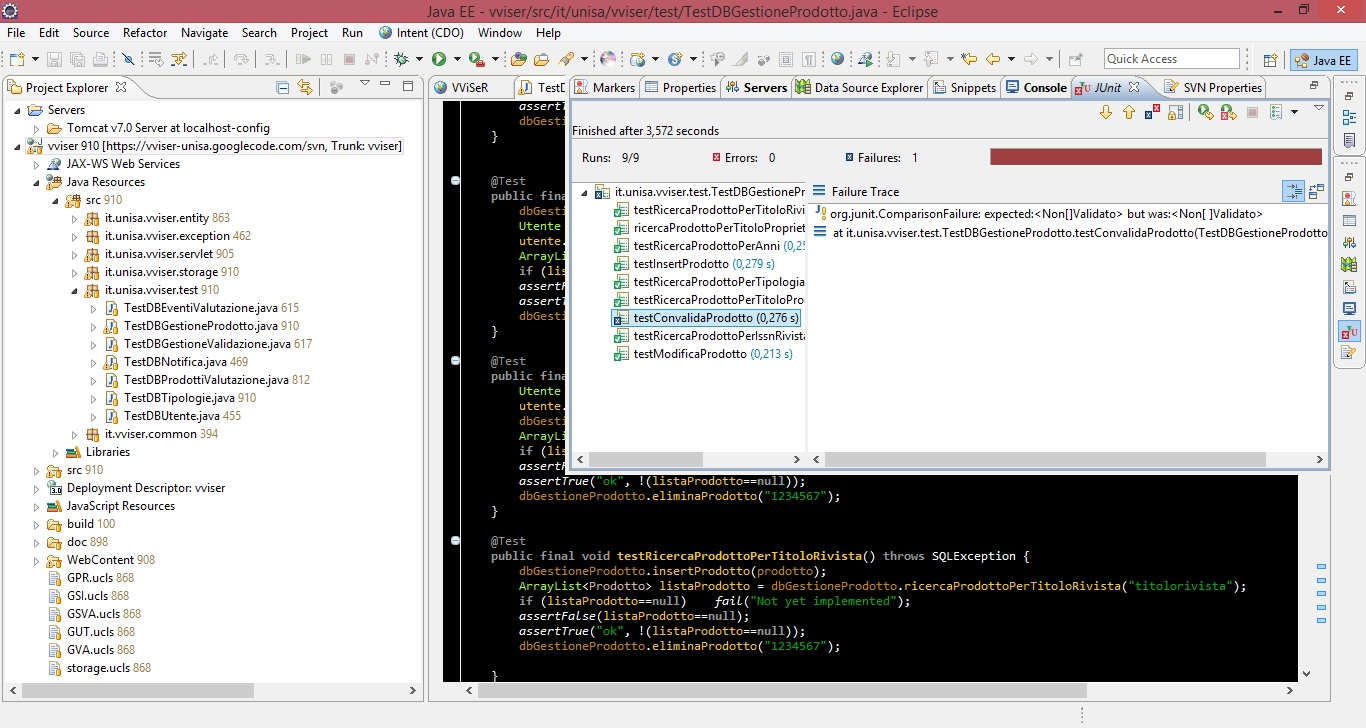 Java EE - vviser/src/it/unisa/vviser/test/TestDBGestioneProdotto.java - Eclipse
File Edit Source Refactor Navigate Search Project Run Intent (CDO) Window Help
Quick Access
Java EE
Project Explorer
Servers
Tomcat v7.0 Server at localhost-config
vviser 910 [https://vviser-unisa.googlecode.com/svn, Trunk: vviser]
JAX-WS Web Services
Java Resources
src 910
it.unisa.vviser.entity 863
it.unisa.vviser.exception 462
it.unisa.vviser.servlet 905
it.unisa.vviser.storage 910
it.unisa.vviser.test 910
TestDBEventiValutazione.java 615
TestDBGestioneProdotto.java 910
TestDBGestioneValidazione.java 617
TestDBNotifica.java 469
TestDBProdottiValutazione.java 812
TestDBTipologie.java 910
TestDBUtente.java 455
it.vviser.common 394
Libraries
src 910
Deployment Descriptor: vviser
JavaScript Resources
build 100
doc 898
WebContent 908
GPR.ucls 868
GSI.ucls 868
GSVA.ucls 868
GUT.ucls 868
GVA.ucls 868
storage.ucls 868
VViSeR
TestD
assertT
dbGesti
}
@Test
public fina
dbGesti
Utente
utente.
ArrayLi
if (lis
assertF
assertT
dbGesti
}
@Test
public fina
Utente
utente.
dbGesti
ArrayLi
if (lis
assertF
assertTrue("ok", !(listaProdotto==null));
dbGestioneProdotto.eliminaProdotto("1234567");
}
@Test
public final void testRicercaProdottoPerTitoloRivista() throws SQLException {
dbGestioneProdotto.insertProdotto(prodotto);
ArrayList<Prodotto> listaProdotto = dbGestioneProdotto.ricercaProdottoPerTitoloRivista("titolorivista");
if (listaProdotto==null) fail("Not yet implemented");
assertFalse(listaProdotto==null);
assertTrue("ok", !(listaProdotto==null));
dbGestioneProdotto.eliminaProdotto("1234567");
}
Markers Properties Servers Data Source Explorer Snippets Console JUnit SVN Properties
Finished after 3,572 seconds
Runs: 9/9 Errors: 0 Failures: 1
it.unisa.vviser.test.TestDBGestionePr
testRicercaProdottoPerTitoloRivi
ricercaProdottoPerTitoloPropriet
testRicercaProdottoPerAnni (0,25
testInsertProdotto (0,279 s)
testRicercaProdottoPerTipologia
testRicercaProdottoPerTitoloPro
testConvalidaProdotto (0,276 s)
testRicercaProdottoPerIssnRivista
testModificaProdotto (0,213 s)
Failure Trace
org.junit.ComparisonFailure: expected:<Non[]Validato> but was:<Non[ ]Validato>
at it.unisa.vviser.test.TestDBGestioneProdotto.testConvalidaProdotto(TestDBGestioneProdotto